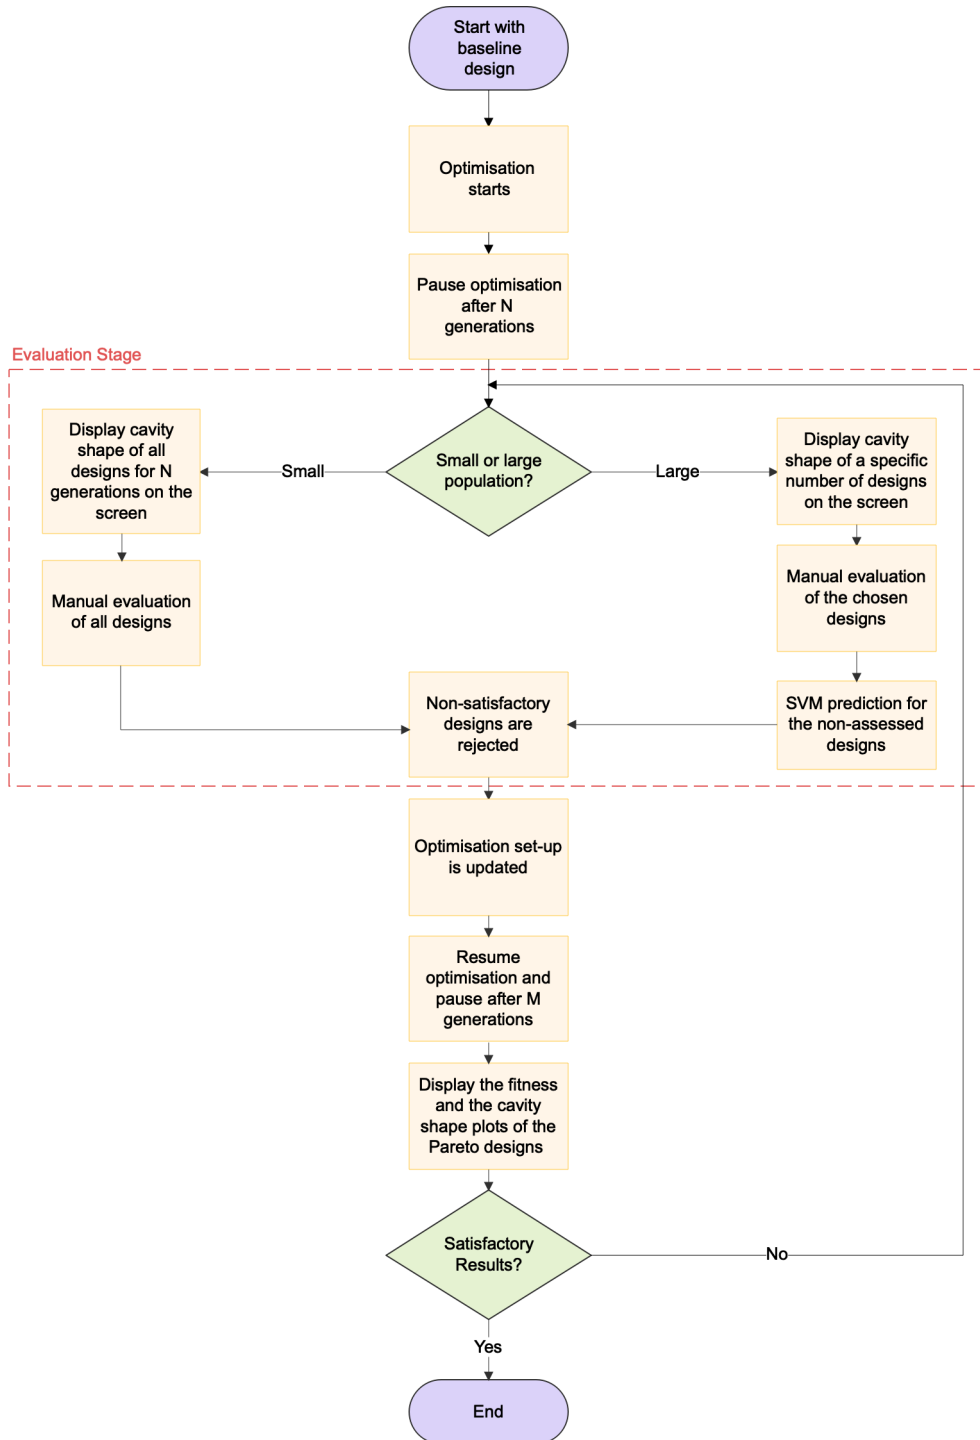 Start with
baseline
design
Optimisation
starts
Pause optimisation
after N
generations
Evaluation Stage
Small or large
population?
Small
Large
Display cavity
shape of all
designs for N
generations on the
screen
Manual evaluation
of all designs
Display cavity
shape of a specific
number of designs
on the screen
Manual evaluation
of the chosen
designs
SVM prediction for
the non-assessed
designs
Non-satisfactory
designs are
rejected
Optimisation set-up
is updated
Resume
optimisation and
pause after M
generations
Display the fitness
and the cavity
shape plots of the
Pareto designs
Satisfactory
Results?
No
Yes
End